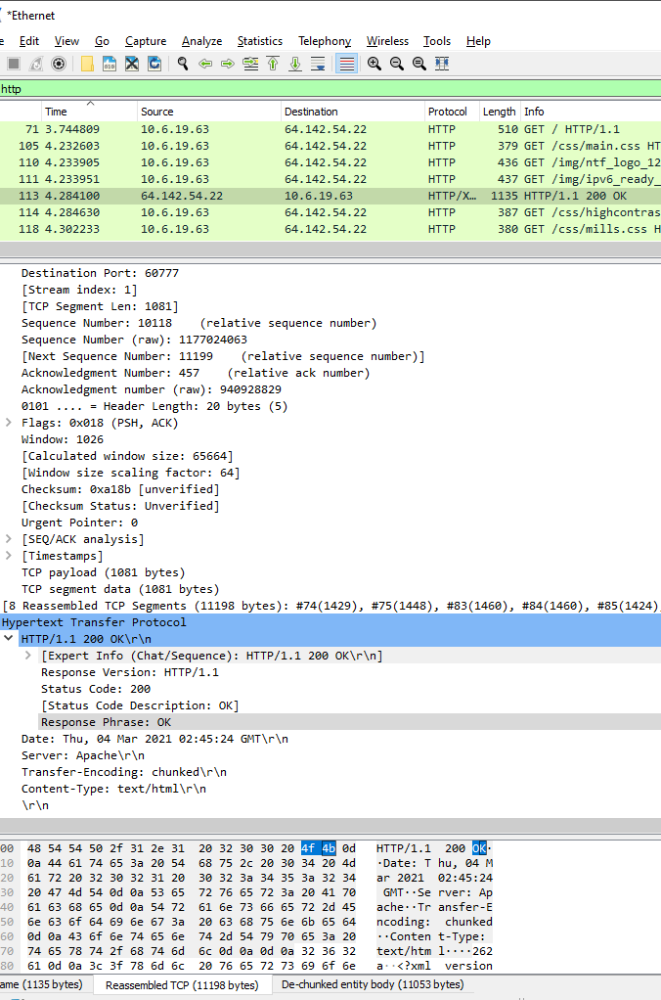 *Ethernet
e Edit View Go Capture Analyze Statistics Telephony Wireless Tools Help
http
Time Source Destination Protocol Length Info
71 3.744809 10.6.19.63 64.142.54.22 HTTP 510 GET / HTTP/1.1
105 4.232603 10.6.19.63 64.142.54.22 HTTP 379 GET /css/main.css HT
110 4.233905 10.6.19.63 64.142.54.22 HTTP 436 GET /img/ntf_logo_12
111 4.233951 10.6.19.63 64.142.54.22 HTTP 437 GET /img/ipv6_ready_
113 4.284100 64.142.54.22 10.6.19.63 HTTP/X… 1135 HTTP/1.1 200 OK
114 4.284630 10.6.19.63 64.142.54.22 HTTP 387 GET /css/highcontras
118 4.302233 10.6.19.63 64.142.54.22 HTTP 380 GET /css/mills.css H
Destination Port: 60777
[Stream index: 1]
[TCP Segment Len: 1081]
Sequence Number: 10118 (relative sequence number)
Sequence Number (raw): 1177024063
[Next Sequence Number: 11199 (relative sequence number)]
Acknowledgment Number: 457 (relative ack number)
Acknowledgment number (raw): 940928829
0101 .... = Header Length: 20 bytes (5)
Flags: 0x018 (PSH, ACK)
Window: 1026
[Calculated window size: 65664]
[Window size scaling factor: 64]
Checksum: 0xa18b [unverified]
[Checksum Status: Unverified]
Urgent Pointer: 0
[SEQ/ACK analysis]
[Timestamps]
TCP payload (1081 bytes)
TCP segment data (1081 bytes)
[8 Reassembled TCP Segments (11198 bytes): #74(1429), #75(1448), #83(1460), #84(1460), #85(1424)
Hypertext Transfer Protocol
HTTP/1.1 200 OK\r\n
[Expert Info (Chat/Sequence): HTTP/1.1 200 OK\r\n]
Response Version: HTTP/1.1
Status Code: 200
[Status Code Description: OK]
Response Phrase: OK
Date: Thu, 04 Mar 2021 02:45:24 GMT\r\n
Server: Apache\r\n
Transfer-Encoding: chunked\r\n
Content-Type: text/html\r\n
\r\n
00 48 54 54 50 2f 31 2e 31 20 32 30 30 20 4f 4b 0d HTTP/1.1 200 OK·
10 0a 44 61 74 65 3a 20 54 68 75 2c 20 30 34 20 4d ·Date: T hu, 04 M
20 61 72 20 32 30 32 31 20 30 32 3a 34 35 3a 32 34 ar 2021 02:45:24
30 20 47 4d 54 0d 0a 53 65 72 76 65 72 3a 20 41 70 GMT··Se rver: Ap
40 61 63 68 65 0d 0a 54 72 61 6e 73 66 65 72 2d 45 ache··Tr ansfer-E
50 6e 63 6f 64 69 6e 67 3a 20 63 68 75 6e 6b 65 64 ncoding: chunked
60 0d 0a 43 6f 6e 74 65 6e 74 2d 54 79 70 65 3a 20 ··Conten t-Type:
70 74 65 78 74 2f 68 74 6d 6c 0d 0a 0d 0a 32 36 32 text/htm l····262
80 61 0d 0a 3c 3f 78 6d 6c 20 76 65 72 73 69 6f 6e a··<?xml version
ame (1135 bytes) Reassembled TCP (11198 bytes) De-chunked entity body (11053 bytes)